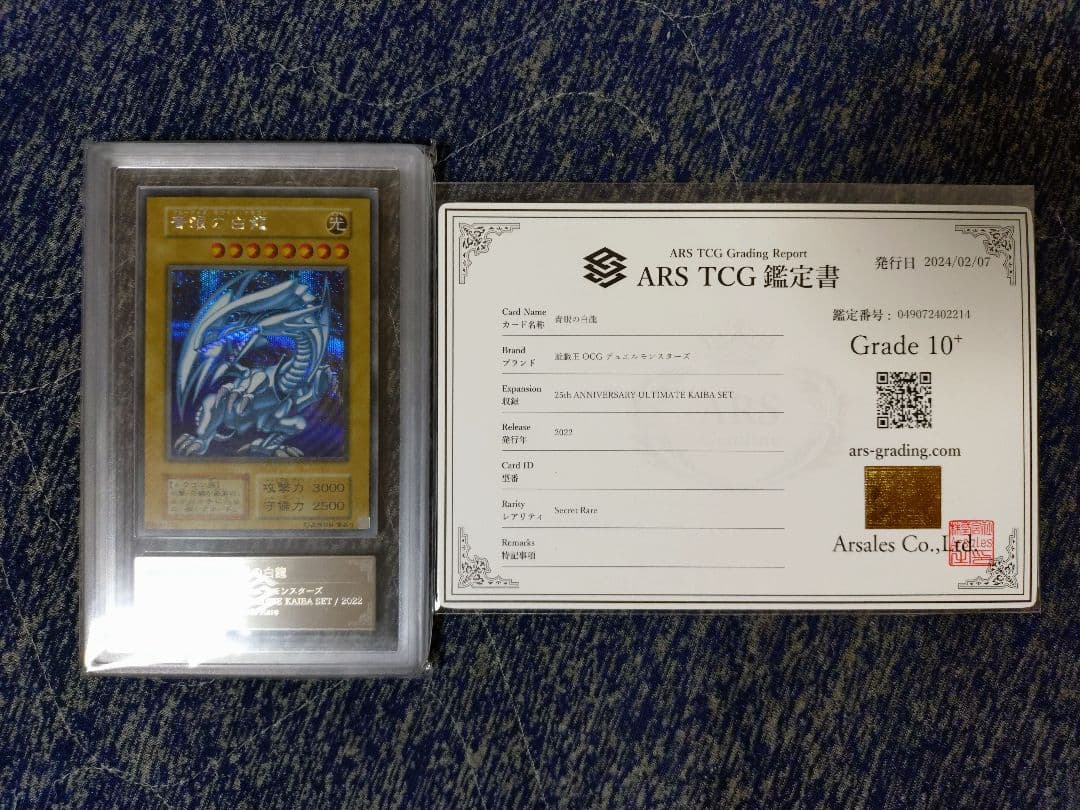 青眼の白龍
光
攻撃力 3000
守備力 2500
の白龍
モンスターズ
KAIBA SET / 2022
ARS TCG Grading Report
ARS TCG 鑑定書
発行日 2024/02/07
鑑定番号 : 049072402214
Grade 10+
ars-grading.com
Arsales Co.,Ltd.
Card Name
カード名称 青眼の白龍
Brand
ブランド 遊戯王 OCG デュエルモンスターズ
Expansion
収録 25th ANNIVERSARY ULTIMATE KAIBA SET
Release
発行年 2022
Card ID
型番
Rarity
レアリティ Secret Rare
Remarks
特記事項